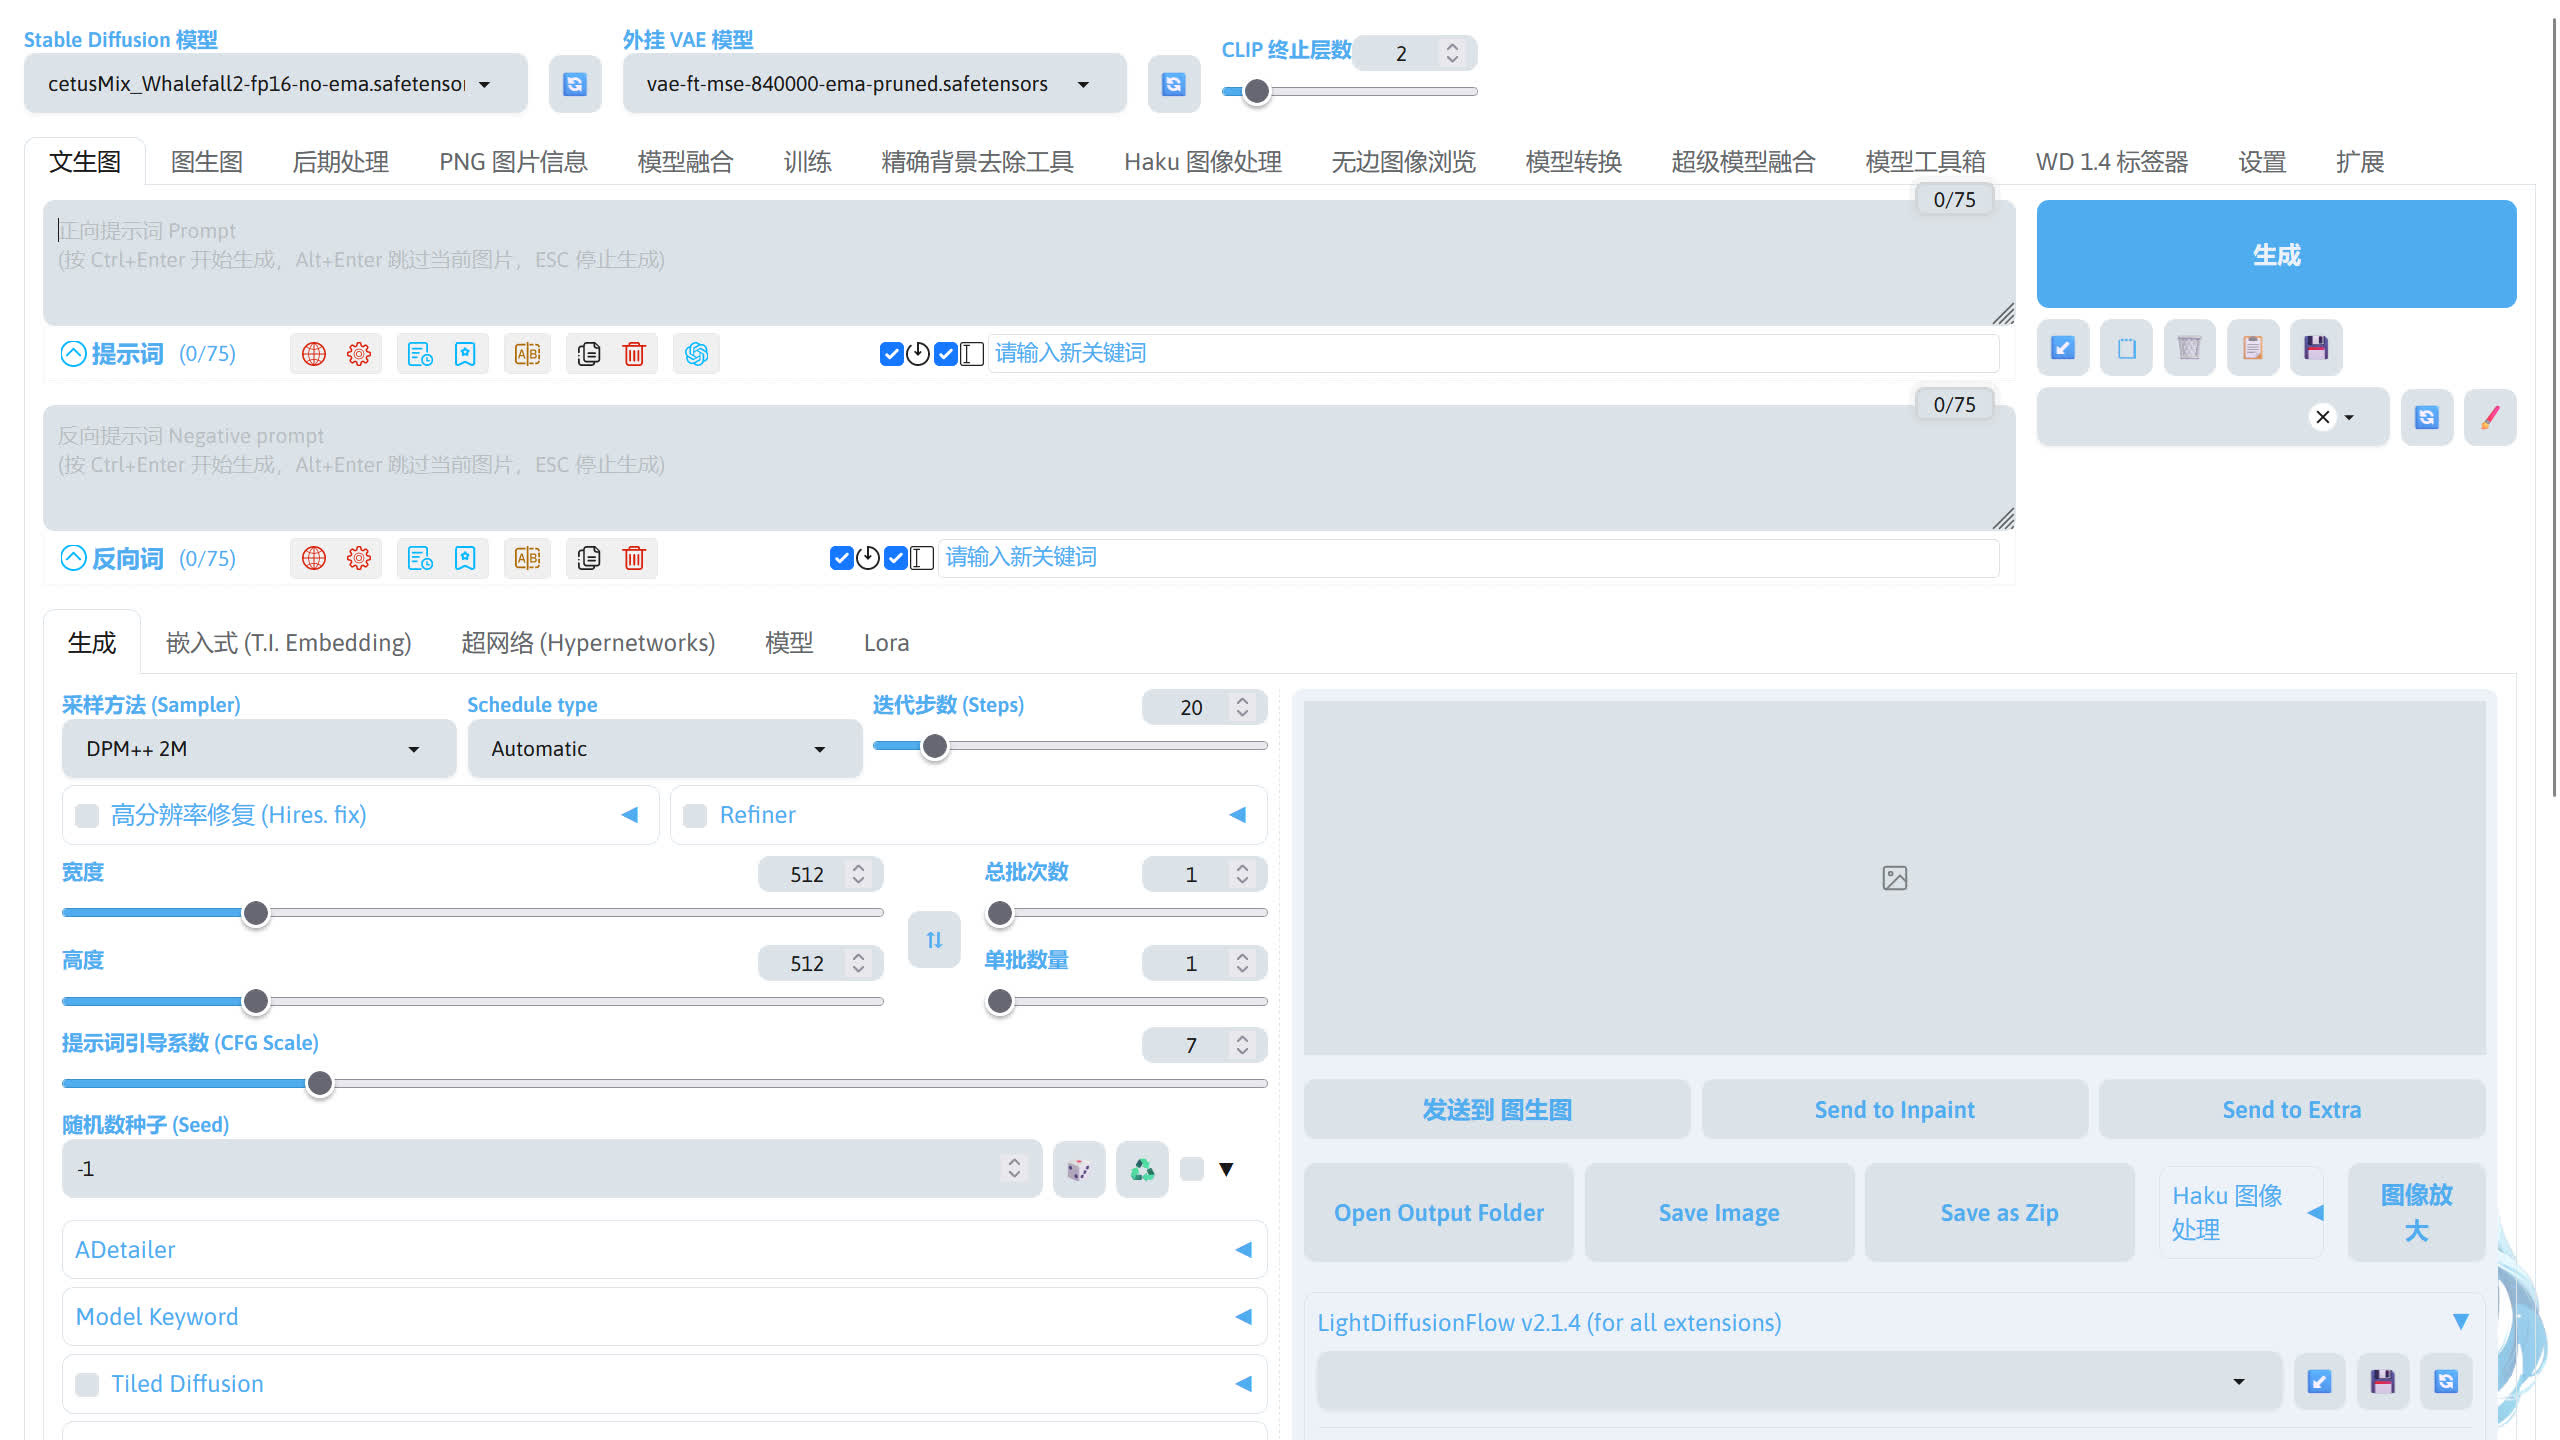 Stable Diffusion 模型
外挂 VAE 模型
CLIP 终止层数
2
cetusMix_Whalefall2-fp16-no-ema.safetensor
vae-ft-mse-840000-ema-pruned.safetensors
文生图
图生图
后期处理
PNG 图片信息
模型融合
训练
精确背景去除工具
Haku 图像处理
无边图像浏览
模型转换
超级模型融合
模型工具箱
WD 1.4 标签器
设置
扩展
0/75
正向提示词 Prompt
(按 Ctrl+Enter 开始生成，Alt+Enter 跳过当前图片，ESC 停止生成)
生成
提示词 (0/75)
请输入新关键词
0/75
反向提示词 Negative prompt
(按 Ctrl+Enter 开始生成，Alt+Enter 跳过当前图片，ESC 停止生成)
反向词 (0/75)
请输入新关键词
生成
嵌入式 (T.I. Embedding)
超网络 (Hypernetworks)
模型
Lora
采样方法 (Sampler)
Schedule type
迭代步数 (Steps)
20
DPM++ 2M
Automatic
高分辨率修复 (Hires. fix)
Refiner
宽度
512
总批次数
1
高度
512
单批数量
1
提示词引导系数 (CFG Scale)
7
随机数种子 (Seed)
-1
ADetailer
Model Keyword
Tiled Diffusion
发送到 图生图
Send to Inpaint
Send to Extra
Open Output Folder
Save Image
Save as Zip
Haku 图像
处理
图像放
大
LightDiffusionFlow v2.1.4 (for all extensions)